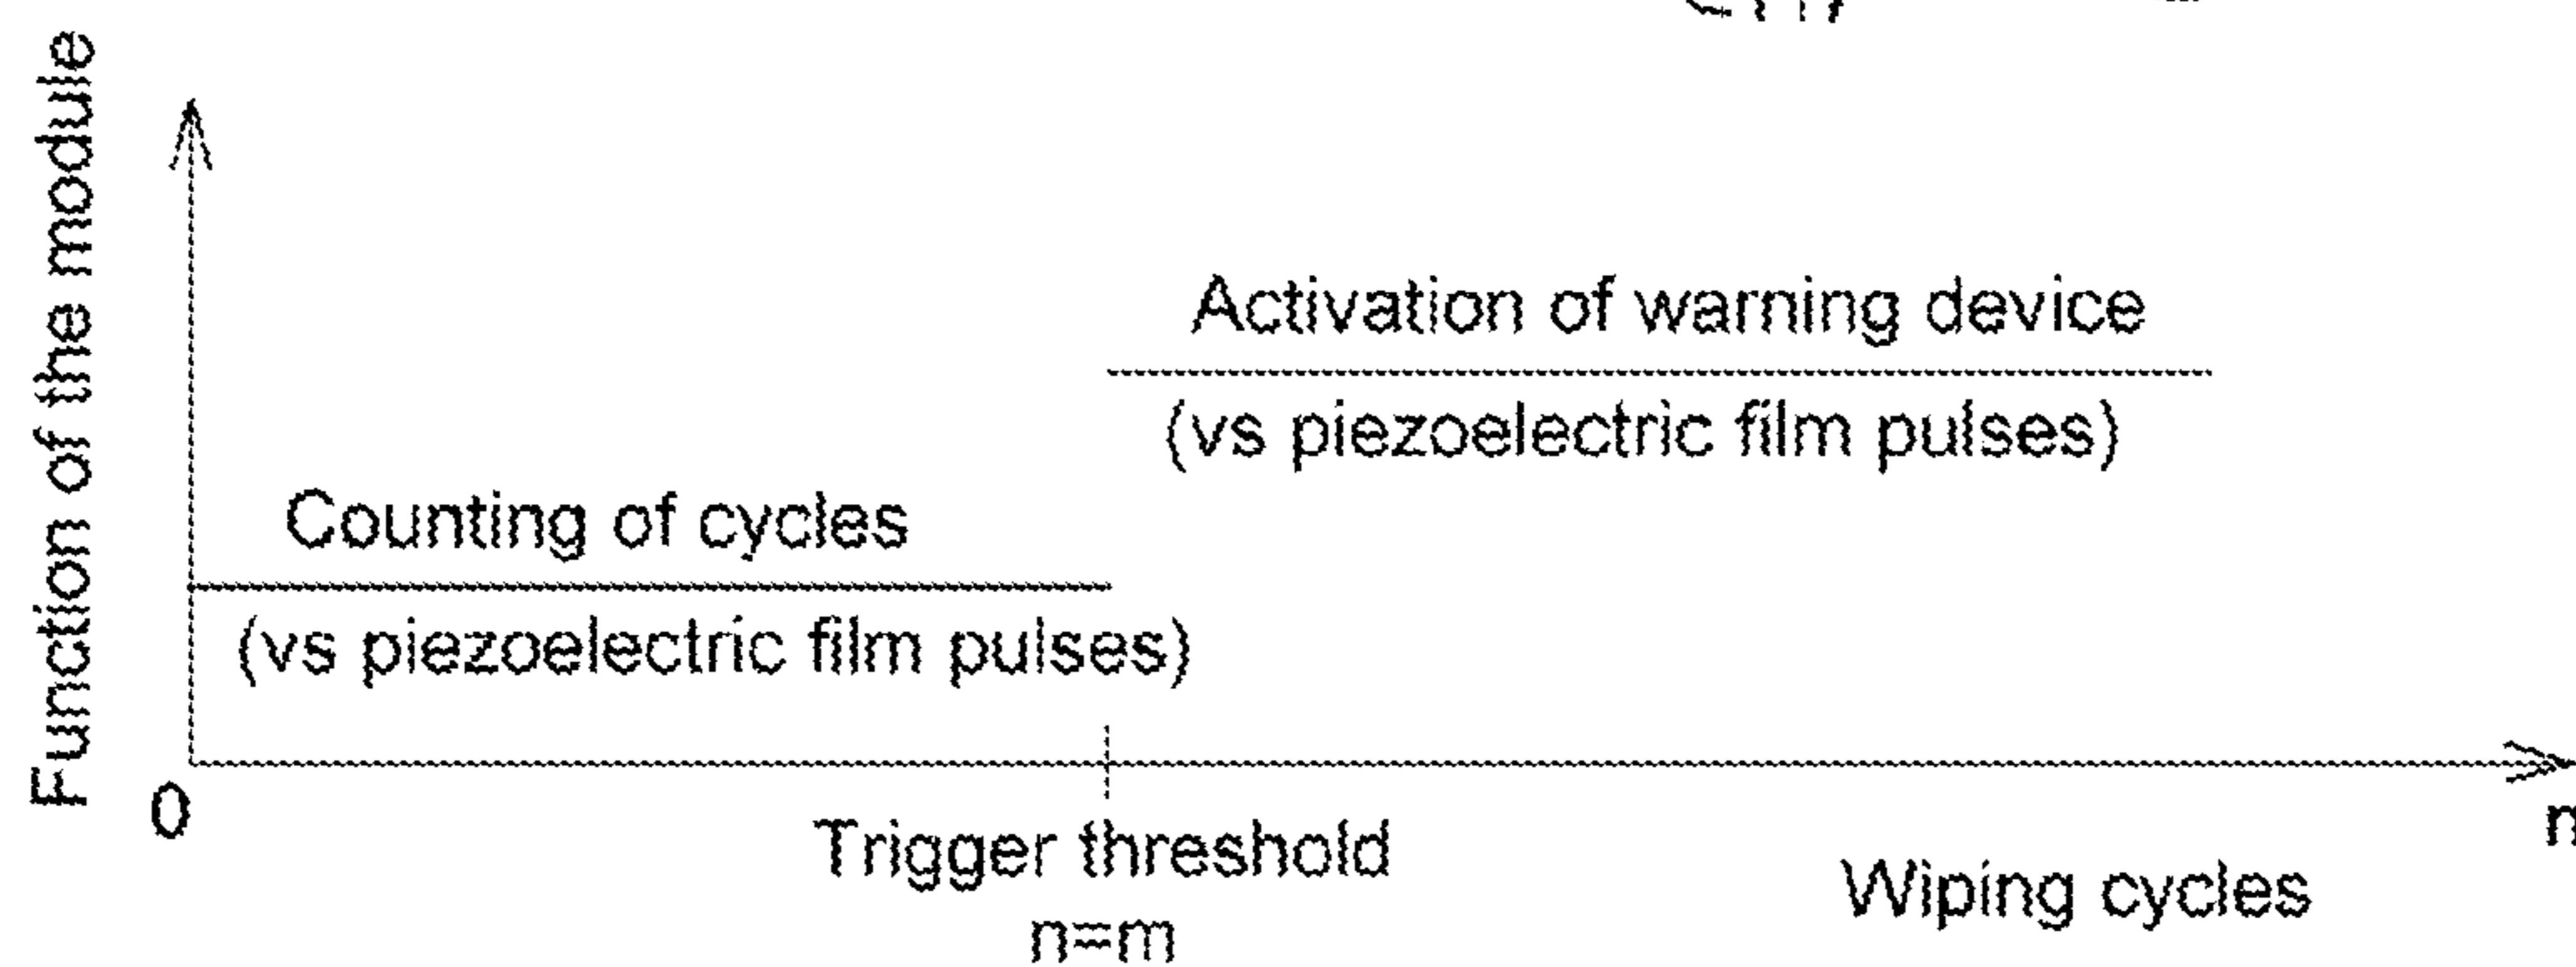 Function of the module
Activation of warning device
(vs piezoelectric film pulses)
Counting of cycles
(vs piezoelectric film pulses)
0
n
Trigger threshold
n=m
Wiping cycles